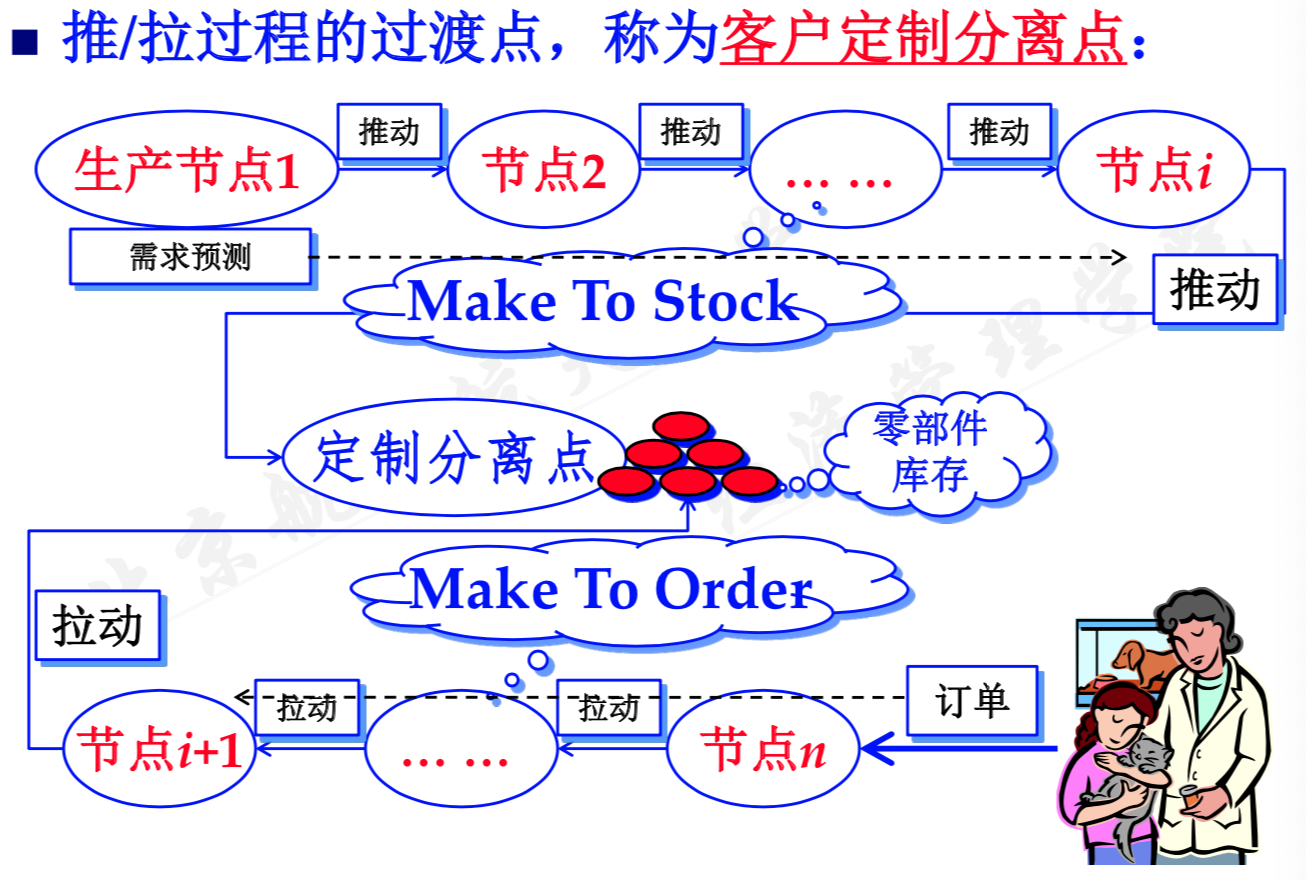 ■ 推/拉过程的过渡点，称为客户定制分离点：
推动
推动
推动
生产节点1
节点2
… …
节点i
需求预测
Make To Stock
推动
定制分离点
零部件
库存
Make To Order
拉动
拉动
拉动
订单
节点i+1
… …
节点n